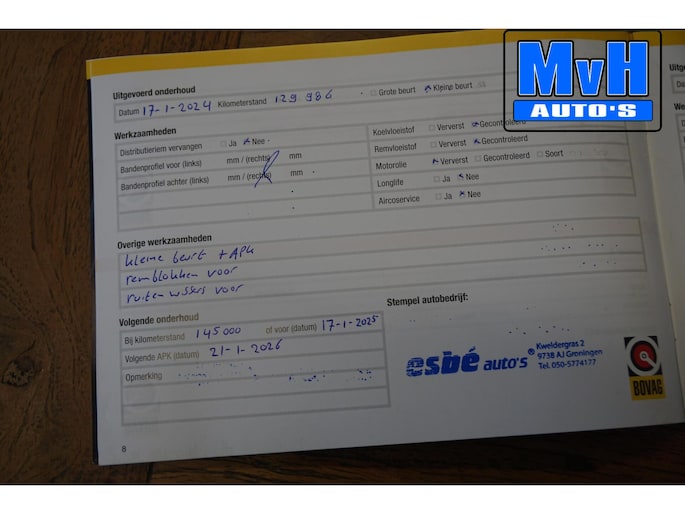 MvH
AUTO'S
Uitgevoerd onderhoud
Datum 17-1-2024 Kilometerstand 129 986 Grote beurt Kleine beurt
Werkzaamheden
Distributieriem vervangen Ja Nee
Bandenprofiel voor (links) mm / (rechts) mm
Bandenprofiel achter (links) mm / (rechts) mm
Koelvloeistof Ververst Gecontroleerd
Remvloeistof Ververst Gecontroleerd
Motorolie Ververst Gecontroleerd Soort
Longlife Ja Nee
Aircoservice Ja Nee
Overige werkzaamheden
kleine beurt + APK
remblokken voor
ruitenwissers voor
Volgende onderhoud
Bij kilometerstand 145000 of voor (datum) 17-1-2025
Volgende APK (datum) 21-1-2026
Opmerking
Stempel autobedrijf:
esbé auto's ®
Kweldergras 2
9738 AJ Groningen
Tel. 050-5774177
BOVAG
8